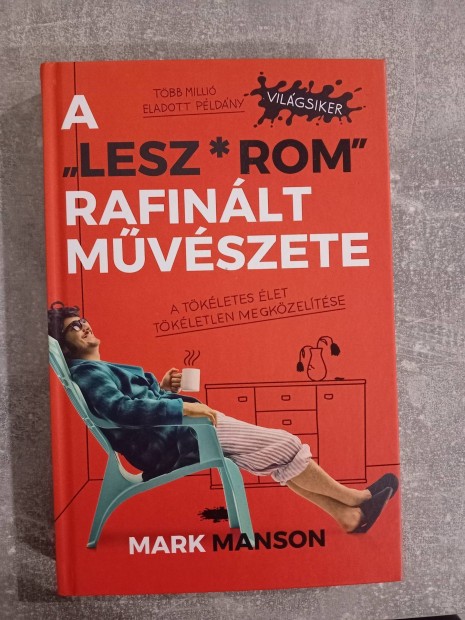 TÖBB MILLIÓ
ELADOTT PÉLDÁNY
VILÁGSIKER
A
„LESZ*ROM”
RAFINÁLT
MŰVÉSZETE
A TÖKÉLETES ÉLET
TÖKÉLETLEN MEGKÖZELÍTÉSE
MARK MANSON